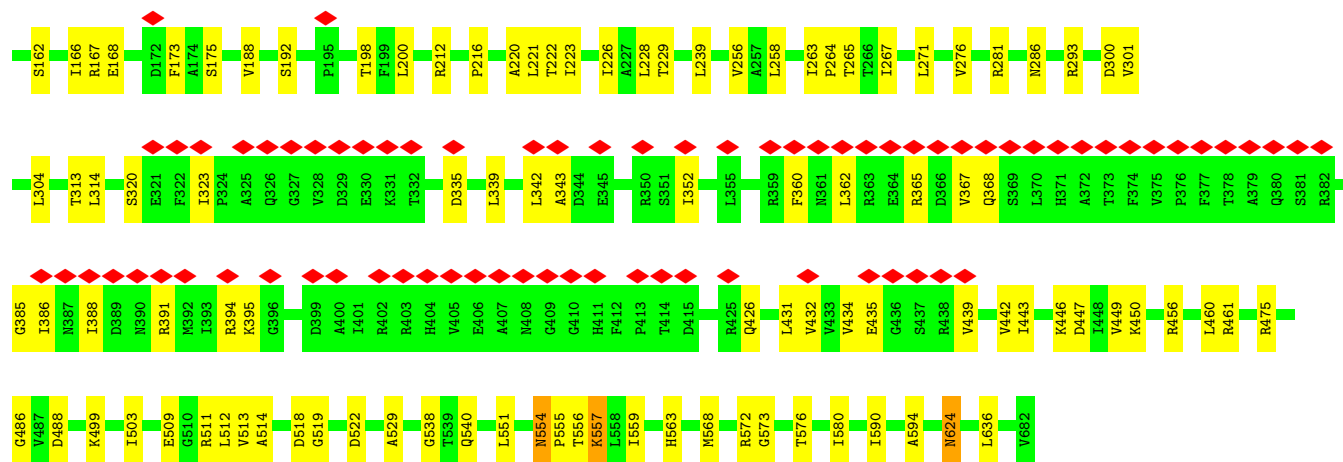 S162 I166 R167 E168 D172 F173 A174 S175 V188 S192 P195 T198 F199 L200 R212 P216 A220 L221 T222 I223 I226 A227 L228 T229 L239 V256 A257 L258 I263 P264 T265 T266 I267 L271 V276 R281 N286 R293 D300 V301
L304 T313 L314 S320 E321 F322 I323 P324 A325 Q326 G327 V328 D329 E330 K331 T332 D335 L339 L342 A343 D344 E345 R350 S351 I352 L355 R359 F360 N361 L362 R363 E364 R365 D366 V367 Q368 S369 L370 H371 A372 T373 F374 V375 P376 F377 T378 A379 Q380 S381 R382
G385 I386 N387 I388 D389 N390 R391 M392 I393 R394 K395 G396 D399 A400 I401 R402 R403 H404 V405 E406 A407 N408 G409 G410 H411 F412 P413 T414 D415 R425 Q426 L431 V432 V433 V434 E435 G436 S437 R438 V439 V442 I443 K446 D447 I448 V449 K450 R456 L460 R461 R475
G486 V487 D488 K499 I503 E509 G510 R511 L512 V513 A514 D518 G519 D522 A529 G538 T539 Q540 L551 N554 P555 T556 K557 L558 I559 H563 M568 R572 G573 T576 I580 I590 A594 N624 L636 V682